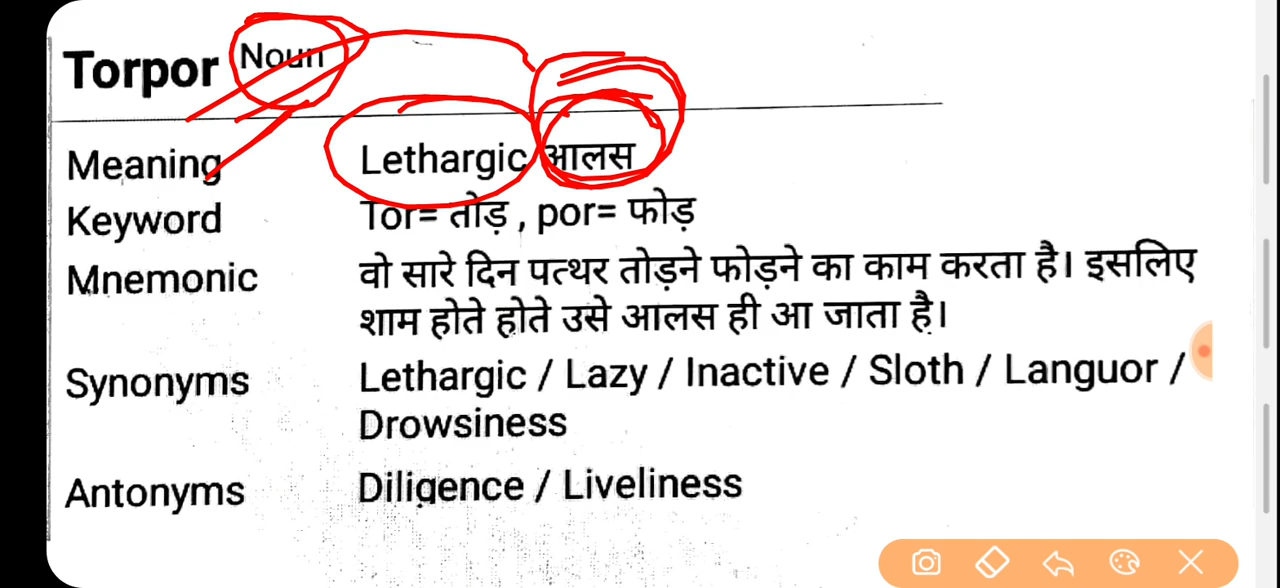 Torpor Noun
Meaning Lethargic आलस
Keyword Tor= तोड़ , por= फोड़
Mnemonic वो सारे दिन पत्थर तोड़ने फोड़ने का काम करता है। इसलिए
शाम होते होते उसे आलस ही आ जाता है।
Synonyms Lethargic / Lazy / Inactive / Sloth / Languor /
Drowsiness
Antonyms Diligence / Liveliness